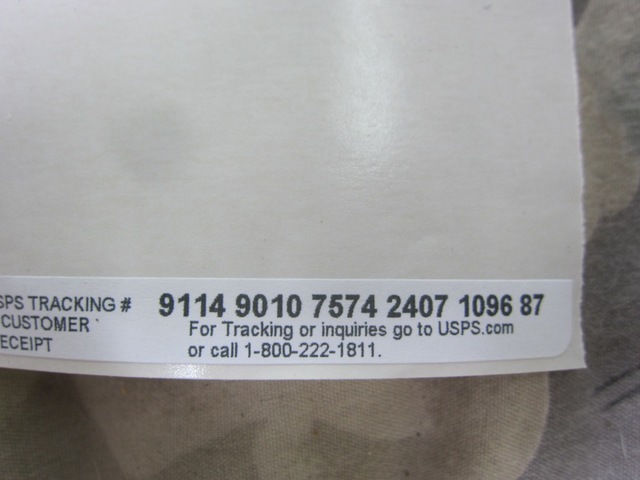 SPS TRACKING # 9114 9010 7574 2407 1096 87
CUSTOMER For Tracking or inquiries go to USPS.com
ECEIPT or call 1-800-222-1811.